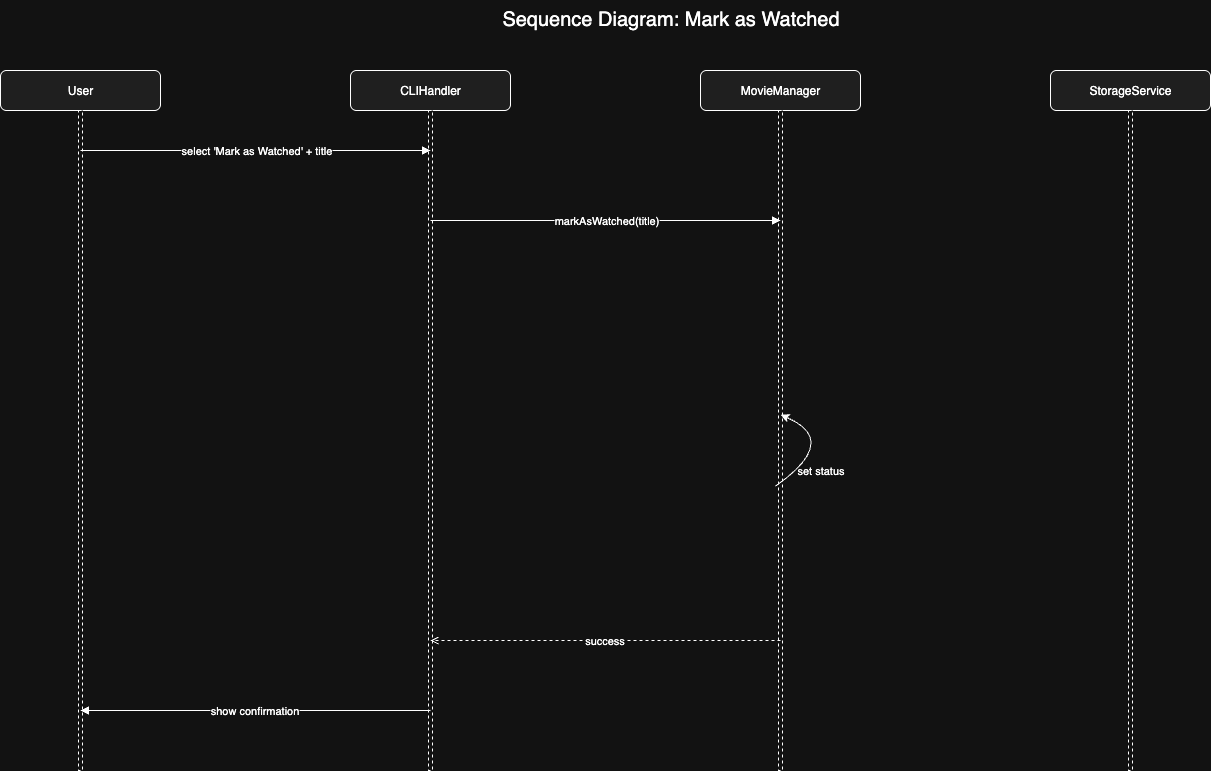 Sequence Diagram: Mark as Watched
User
CLIHandler
MovieManager
StorageService
select 'Mark as Watched' + title
markAsWatched(title)
set status
success
show confirmation